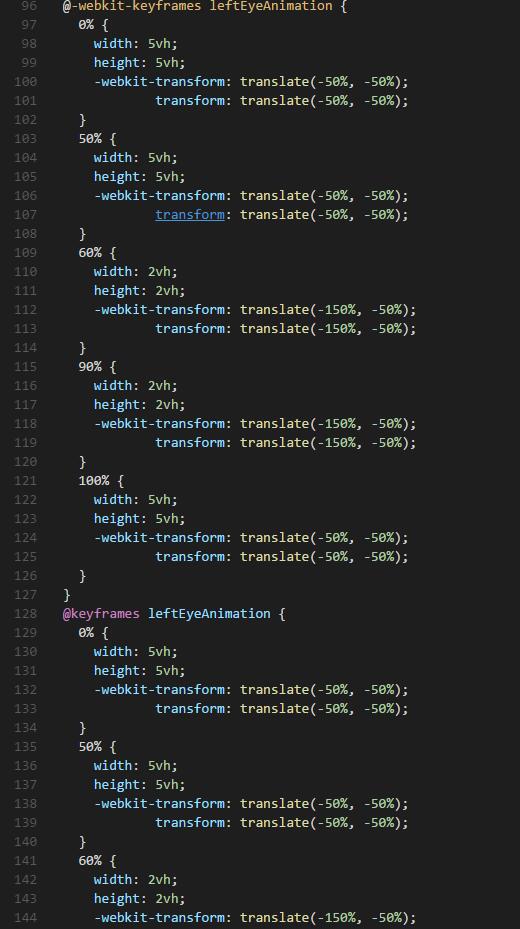 96 @-webkit-keyframes leftEyeAnimation {
97 0% {
98 width: 5vh;
99 height: 5vh;
100 -webkit-transform: translate(-50%, -50%);
101 transform: translate(-50%, -50%);
102 }
103 50% {
104 width: 5vh;
105 height: 5vh;
106 -webkit-transform: translate(-50%, -50%);
107 transform: translate(-50%, -50%);
108 }
109 60% {
110 width: 2vh;
111 height: 2vh;
112 -webkit-transform: translate(-150%, -50%);
113 transform: translate(-150%, -50%);
114 }
115 90% {
116 width: 2vh;
117 height: 2vh;
118 -webkit-transform: translate(-150%, -50%);
119 transform: translate(-150%, -50%);
120 }
121 100% {
122 width: 5vh;
123 height: 5vh;
124 -webkit-transform: translate(-50%, -50%);
125 transform: translate(-50%, -50%);
126 }
127 }
128 @keyframes leftEyeAnimation {
129 0% {
130 width: 5vh;
131 height: 5vh;
132 -webkit-transform: translate(-50%, -50%);
133 transform: translate(-50%, -50%);
134 }
135 50% {
136 width: 5vh;
137 height: 5vh;
138 -webkit-transform: translate(-50%, -50%);
139 transform: translate(-50%, -50%);
140 }
141 60% {
142 width: 2vh;
143 height: 2vh;
144 -webkit-transform: translate(-150%, -50%);